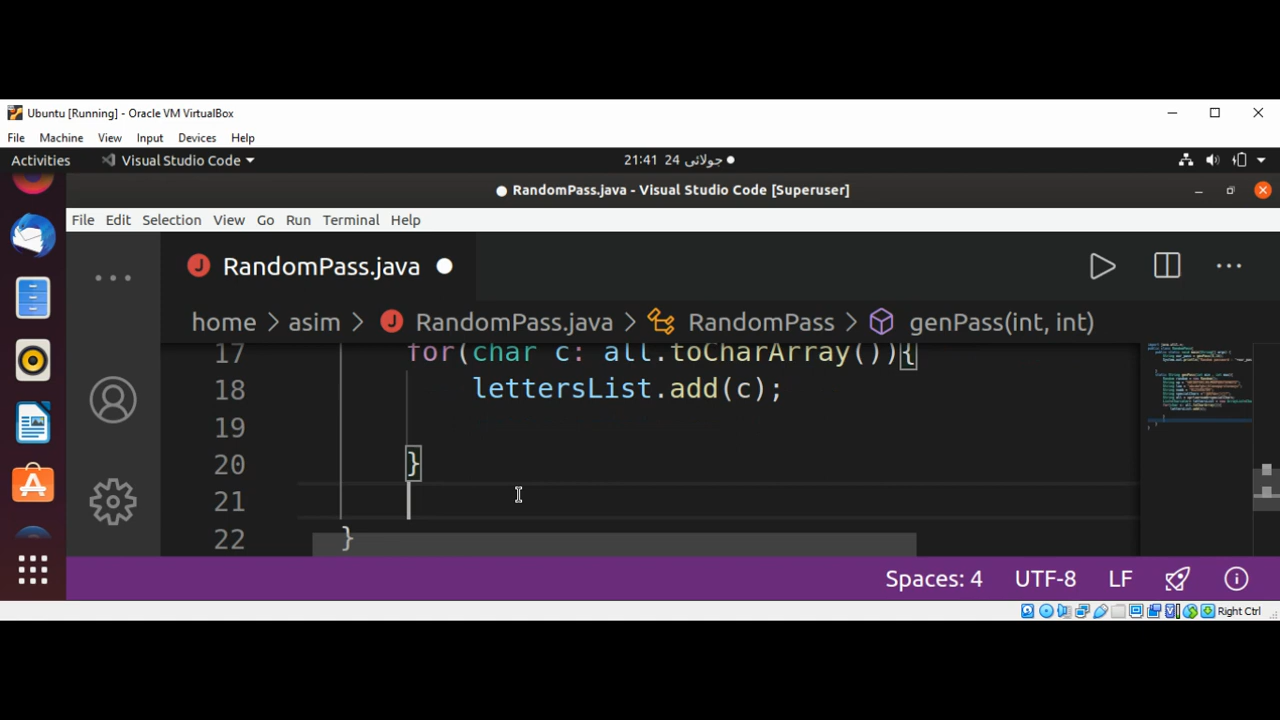 Ubuntu [Running] - Oracle VM VirtualBox
File Machine View Input Devices Help
Activities Visual Studio Code 21:41 24 جولائی
RandomPass.java - Visual Studio Code [Superuser]
File Edit Selection View Go Run Terminal Help
RandomPass.java
home > asim > RandomPass.java > RandomPass > genPass(int, int)
17 for(char c: all.toCharArray()){
18 lettersList.add(c);
19
20 }
21
22 }
Spaces: 4 UTF-8 LF
Right Ctrl